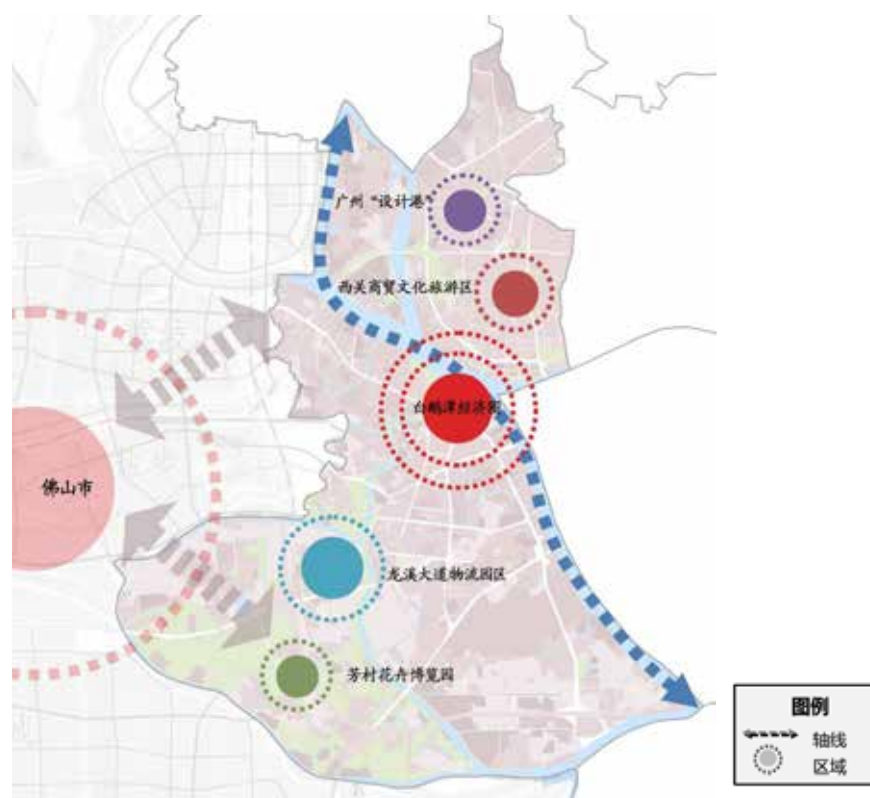 广州“设计港”
西关商贸文化旅游区
白鹅潭经济圈
佛山市
龙溪大道物流园区
芳村花卉博览园
图例
轴线
区域